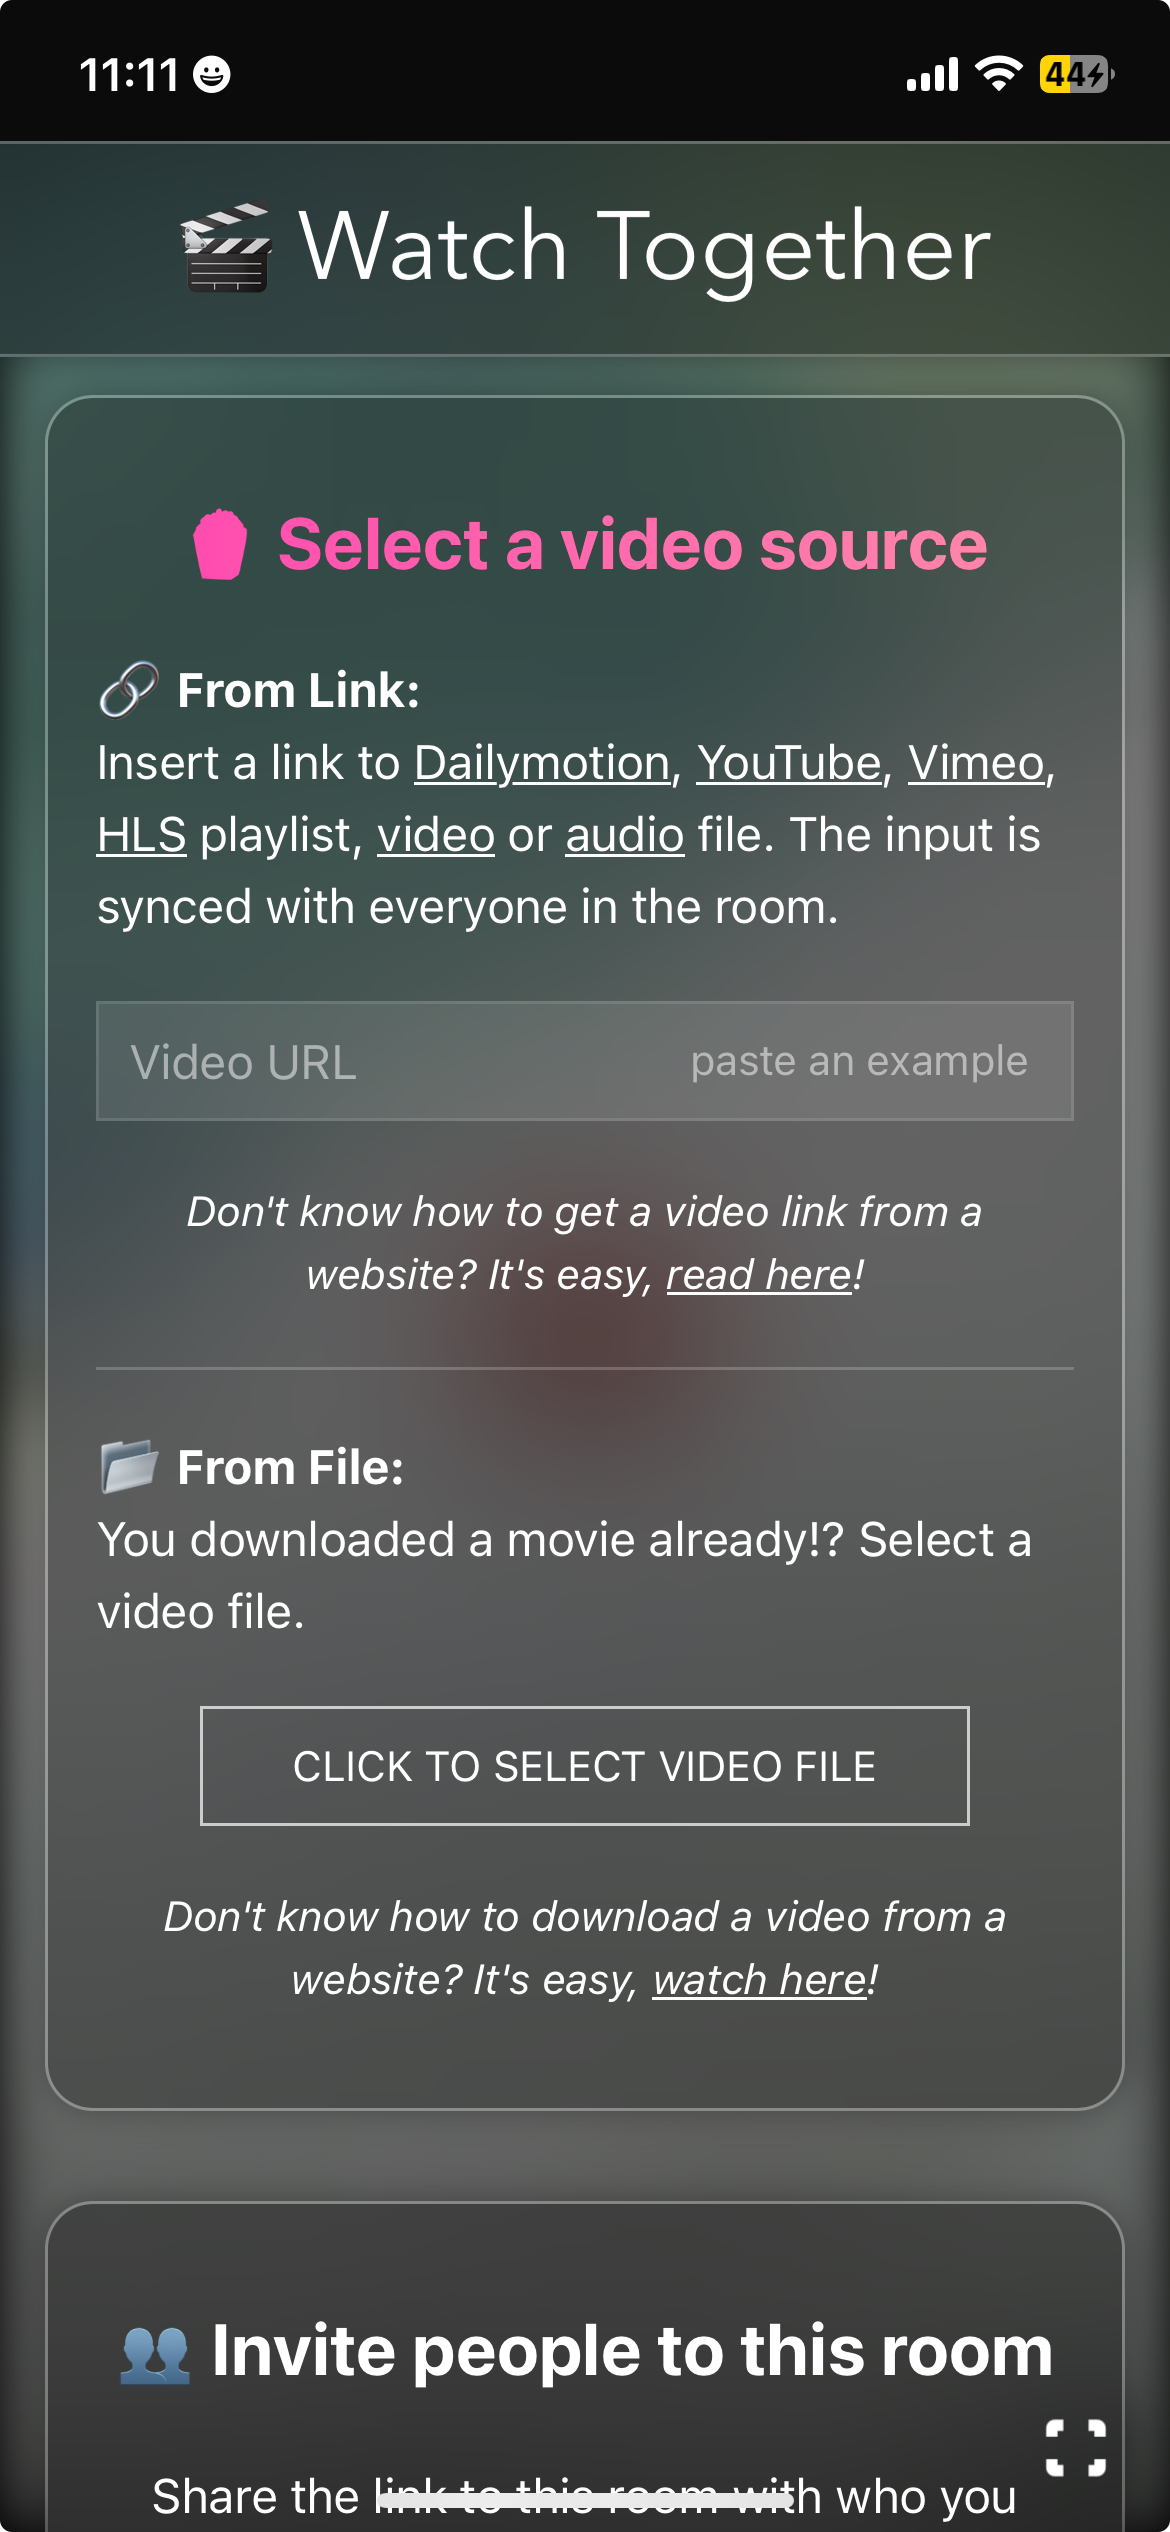 11:11
44
Watch Together
Select a video source
From Link:
Insert a link to Dailymotion, YouTube, Vimeo,
HLS playlist, video or audio file. The input is
synced with everyone in the room.
Video URL paste an example
Don't know how to get a video link from a
website? It's easy, read here!
From File:
You downloaded a movie already!? Select a
video file.
CLICK TO SELECT VIDEO FILE
Don't know how to download a video from a
website? It's easy, watch here!
Invite people to this room
Share the link to this room with who you